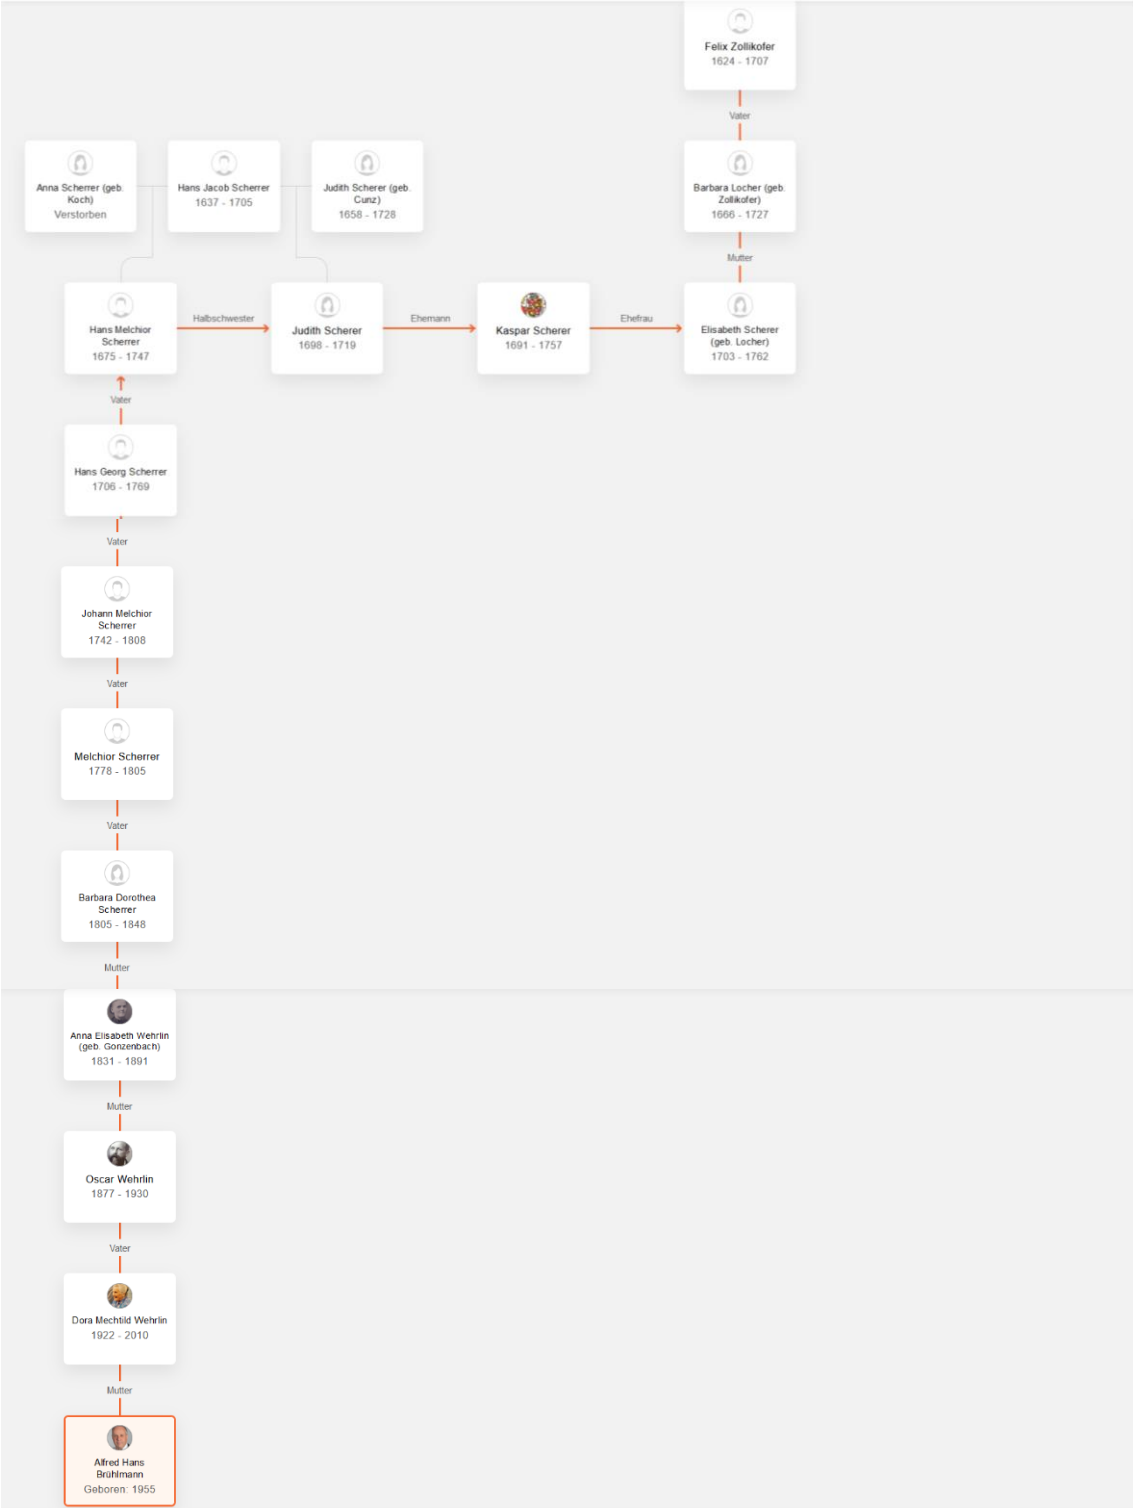 Felix Zollikofer
1624 - 1707
Vater
Anna Scherrer (geb.
Koch)
Verstorben
Hans Jacob Scherrer
1637 - 1705
Judith Scherer (geb.
Cunz)
1658 - 1728
Barbara Locher (geb.
Zollikofer)
1666 - 1727
Mutter
Hans Melchior
Scherrer
1675 - 1747
Halbschwester
Judith Scherer
1698 - 1719
Ehemann
Kaspar Scherer
1691 - 1757
Ehefrau
Elisabeth Scherer
(geb. Locher)
1703 - 1762
Vater
Hans Georg Scherrer
1706 - 1769
Vater
Johann Melchior
Scherrer
1742 - 1808
Vater
Melchior Scherrer
1778 - 1805
Vater
Barbara Dorothea
Scherrer
1805 - 1848
Mutter
Anna Elisabeth Wehrlin
(geb. Gonzenbach)
1831 - 1891
Mutter
Oscar Wehrlin
1877 - 1930
Vater
Dora Mechtild Wehrlin
1922 - 2010
Mutter
Alfred Hans
Brühlmann
Geboren: 1955